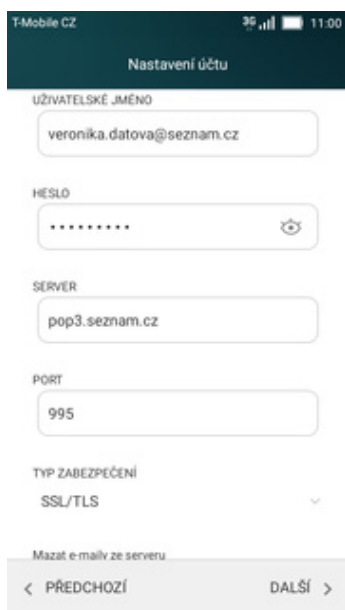 T-Mobile CZ 3G 11:00
Nastavení účtu
UŽIVATELSKÉ JMÉNO
veronika.datova@seznam.cz
HESLO
•••••••••
SERVER
pop3.seznam.cz
PORT
995
TYP ZABEZPEČENÍ
SSL/TLS
Mazat e-maily ze serveru
< PŘEDCHOZÍ DALŠÍ >